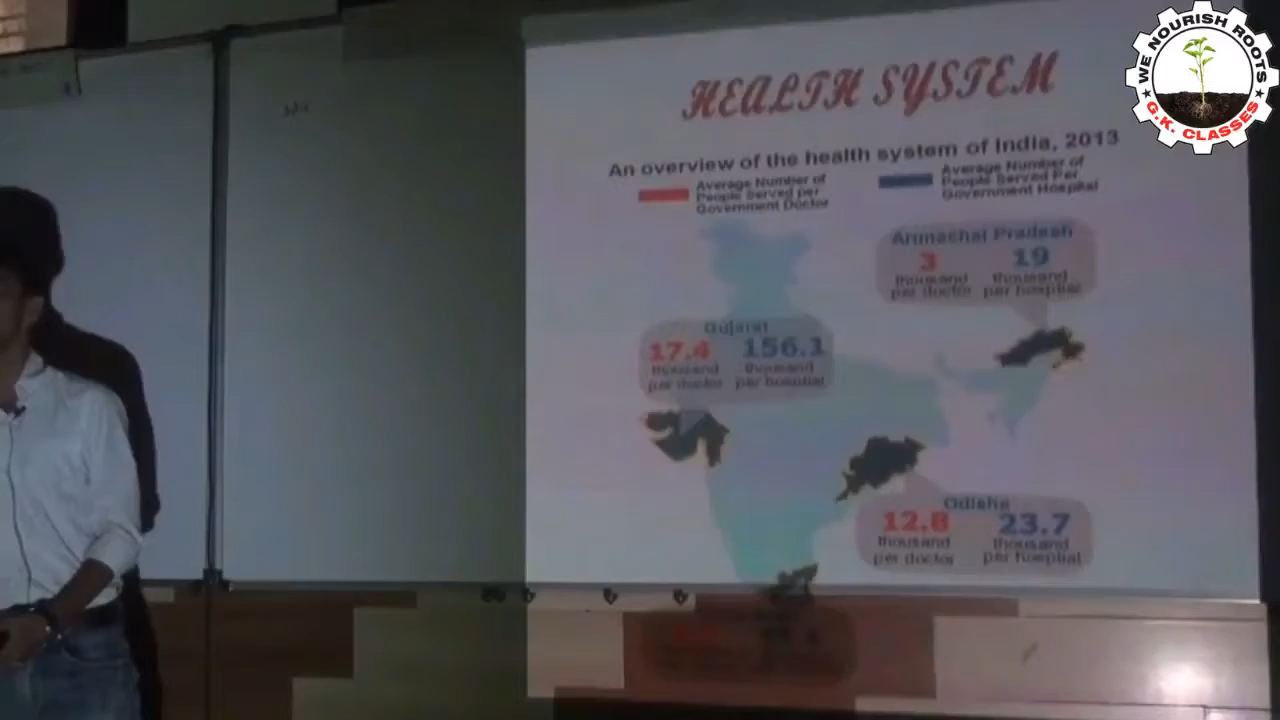 WE NOURISH ROOTS
G.K. CLASSES
HEALTH SYSTEM
An overview of the health system of India, 2013
Average Number of
People Served per
Government Doctor
Average Number of
People Served Per
Government Hospital
Arunachal Pradesh
3 19
thousand thousand
per doctor per hospital
Gujarat
17.4 156.1
thousand thousand
per doctor per hospital
Odisha
12.8 23.7
thousand thousand
per doctor per hospital